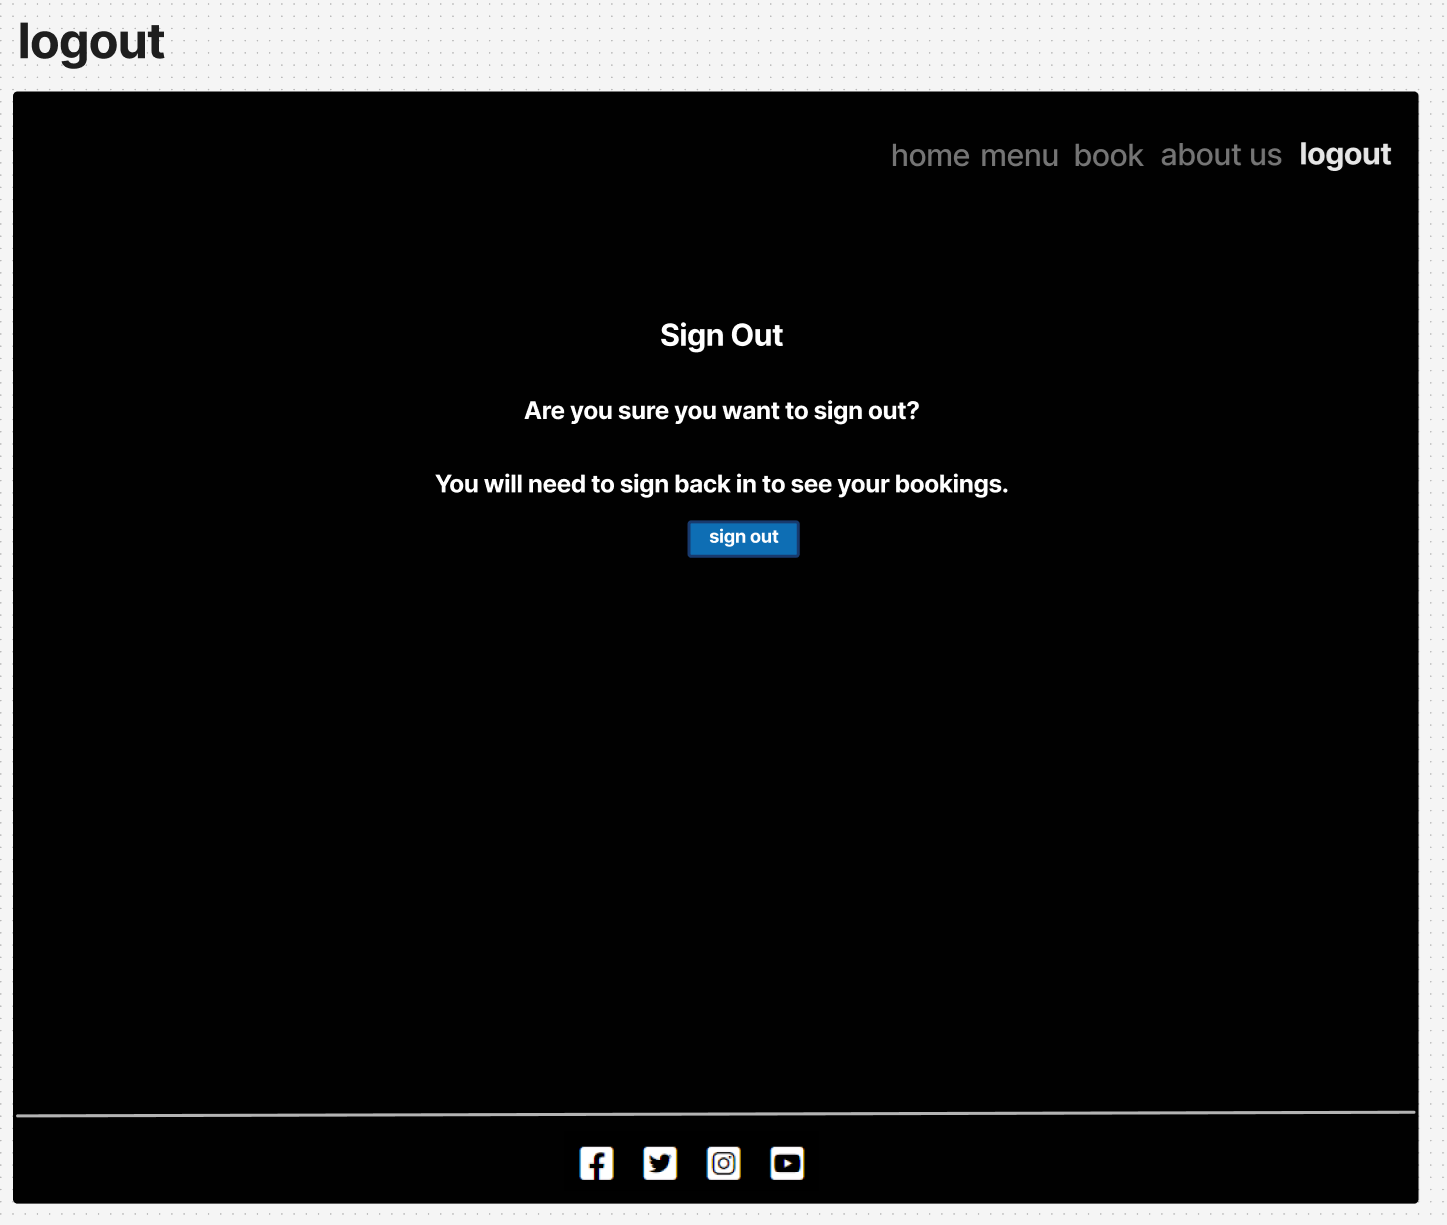 logout
home menu book about us logout
Sign Out
Are you sure you want to sign out?
You will need to sign back in to see your bookings.
sign out